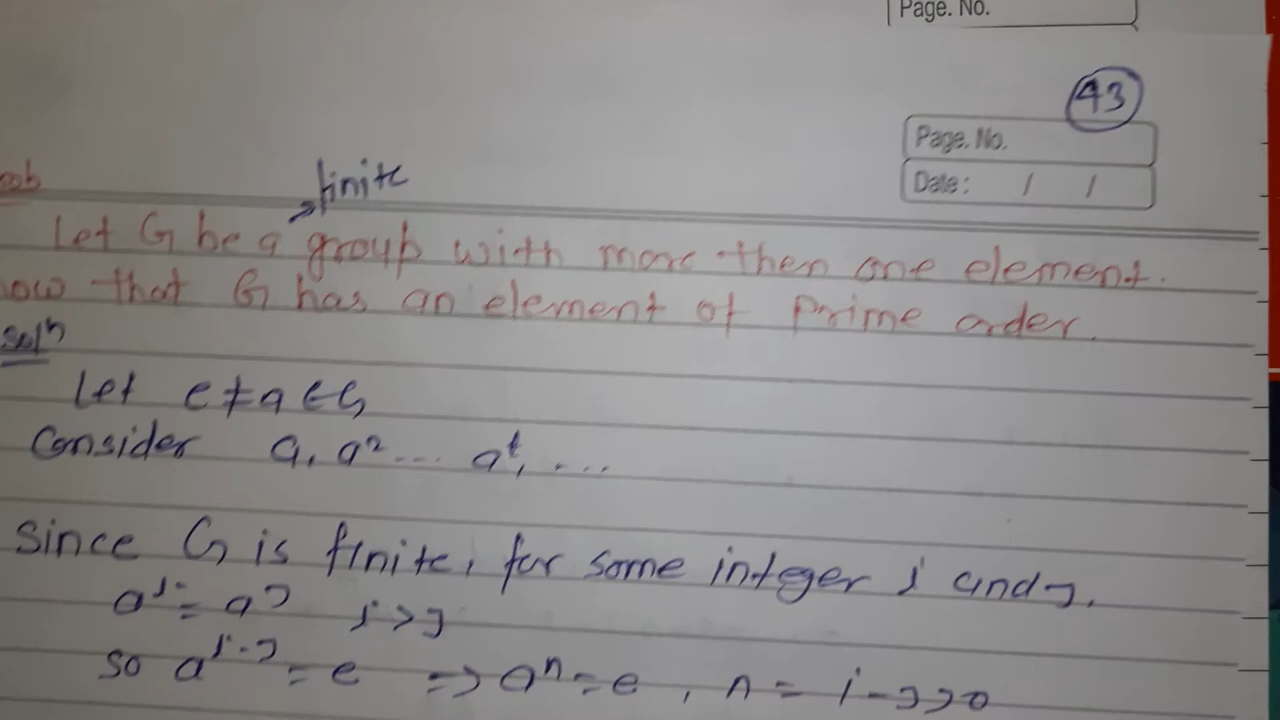 Page. No.
43
Page. No.
Date: / /
finite
Let G be a group with more then one element.
that G has an element of Prime order.
Soln
Let e ≠ a ∈ G
Consider a, a² ... aᵗ, ...
Since G is finite, for some integer i and j.
aⁱ = aʲ i > j
so aⁱ⁻ʲ = e ⇒ aⁿ = e, n = i - j > 0